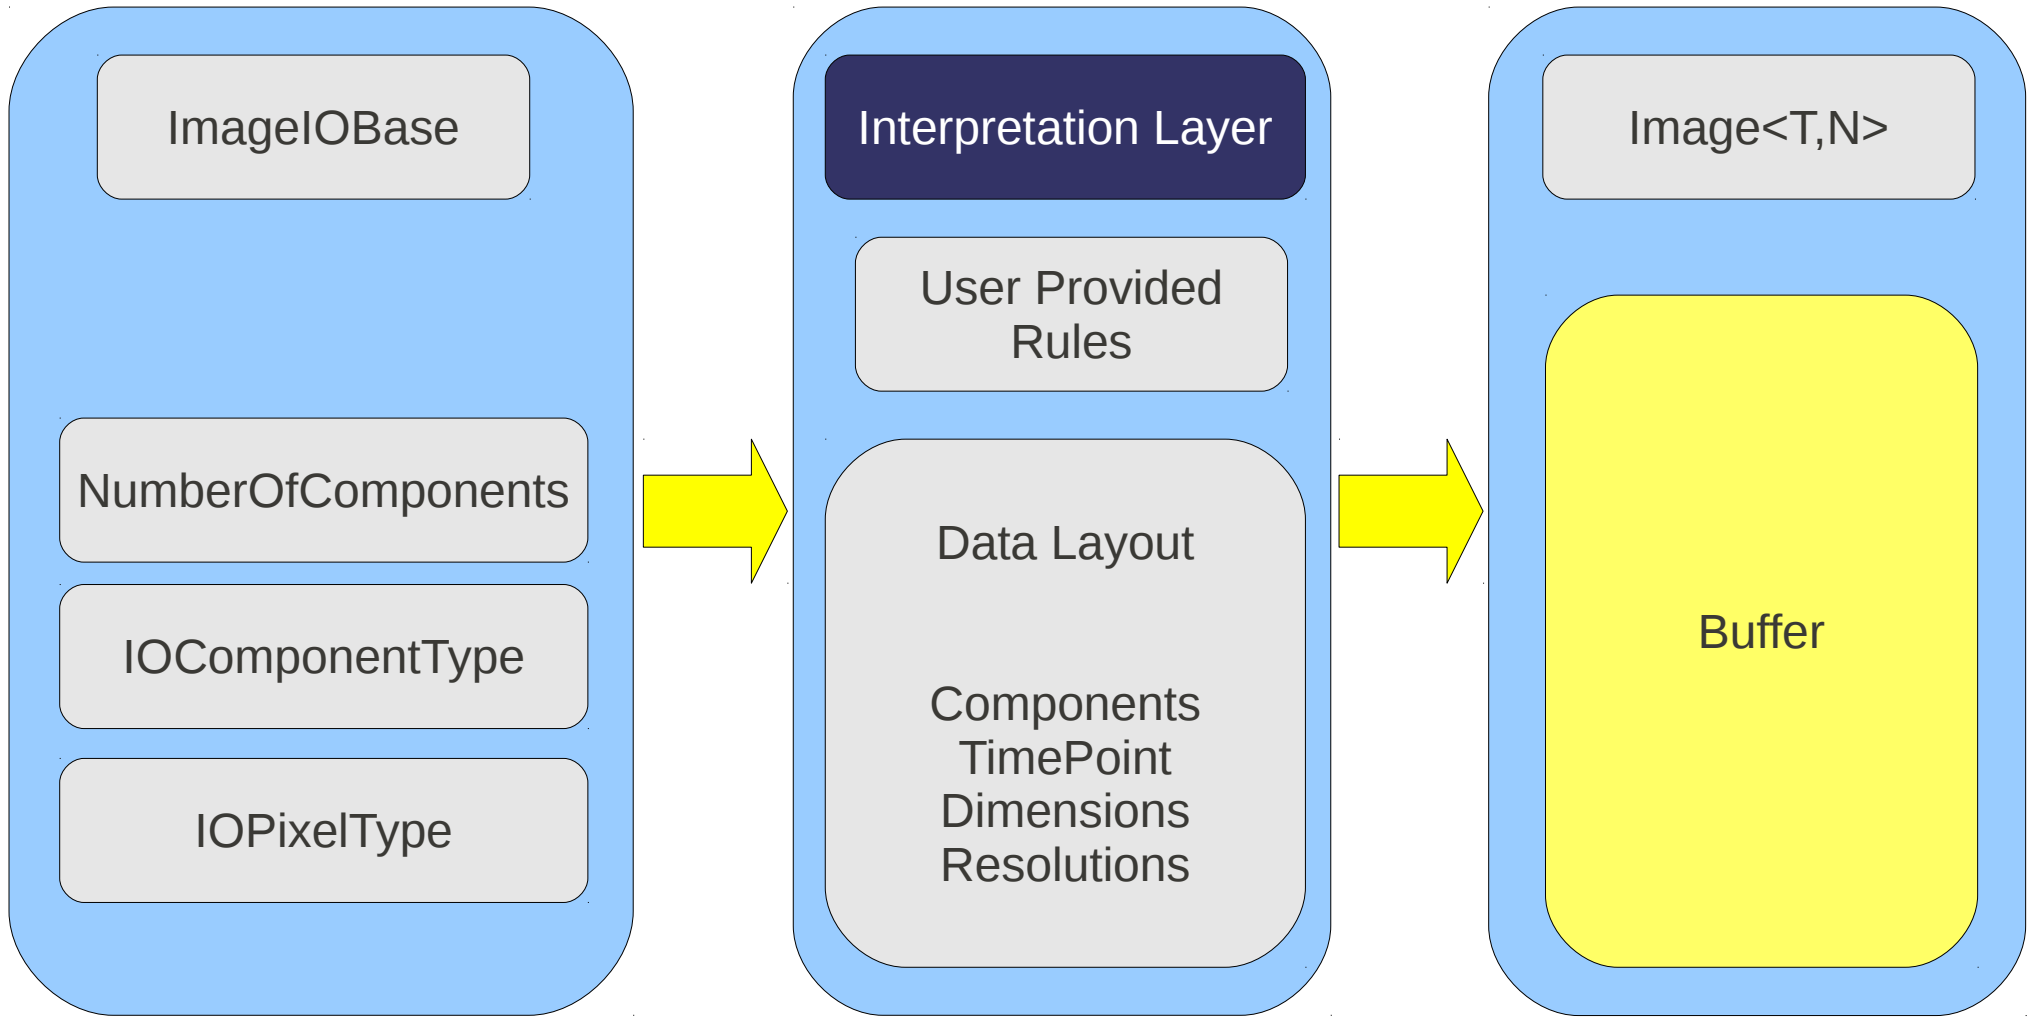 ImageIOBase
NumberOfComponents
IOComponentType
IOPixelType
Interpretation Layer
User Provided
Rules
Data Layout
Components
TimePoint
Dimensions
Resolutions
Image<T,N>
Buffer